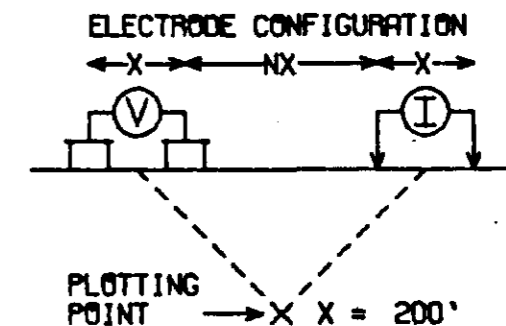 ELECTRODE CONFIGURATION
X NX X
V I
PLOTTING
POINT X X = 200'